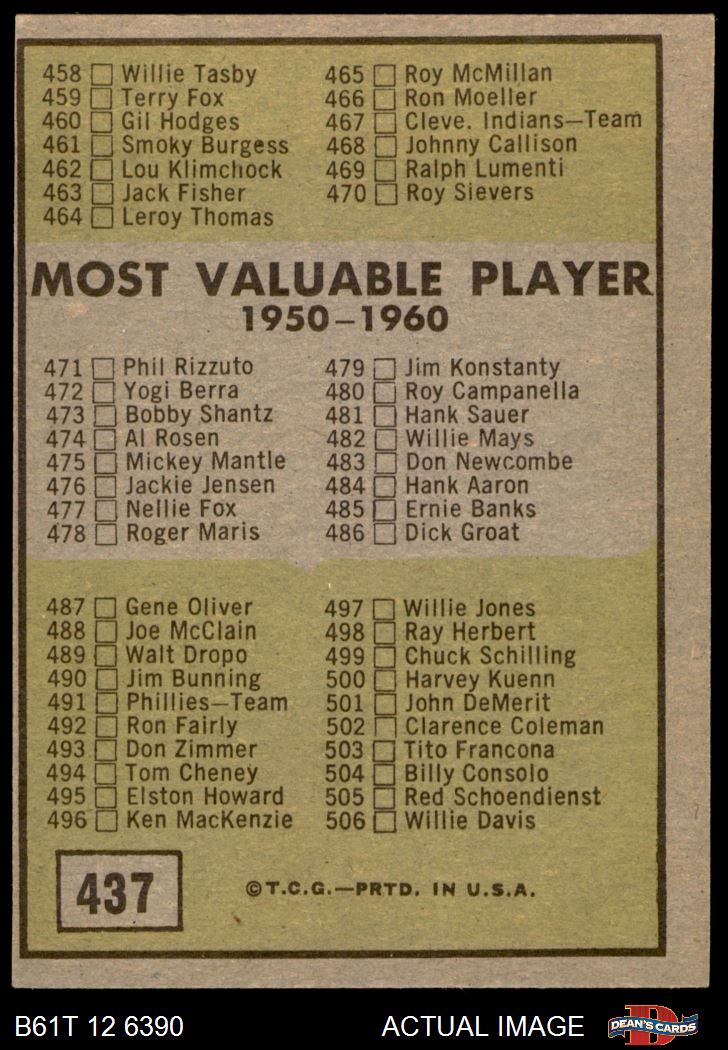 458 Willie Tasby
459 Terry Fox
460 Gil Hodges
461 Smoky Burgess
462 Lou Klimchock
463 Jack Fisher
464 Leroy Thomas
465 Roy McMillan
466 Ron Moeller
467 Cleve. Indians—Team
468 Johnny Callison
469 Ralph Lumenti
470 Roy Sievers
MOST VALUABLE PLAYER
1950–1960
471 Phil Rizzuto
472 Yogi Berra
473 Bobby Shantz
474 Al Rosen
475 Mickey Mantle
476 Jackie Jensen
477 Nellie Fox
478 Roger Maris
479 Jim Konstanty
480 Roy Campanella
481 Hank Sauer
482 Willie Mays
483 Don Newcombe
484 Hank Aaron
485 Ernie Banks
486 Dick Groat
487 Gene Oliver
488 Joe McClain
489 Walt Dropo
490 Jim Bunning
491 Phillies—Team
492 Ron Fairly
493 Don Zimmer
494 Tom Cheney
495 Elston Howard
496 Ken MacKenzie
497 Willie Jones
498 Ray Herbert
499 Chuck Schilling
500 Harvey Kuenn
501 John DeMerit
502 Clarence Coleman
503 Tito Francona
504 Billy Consolo
505 Red Schoendienst
506 Willie Davis
437
©T.C.G.—PRTD. IN U.S.A.
B61T 12 6390
ACTUAL IMAGE
D
DEAN'S CARDS